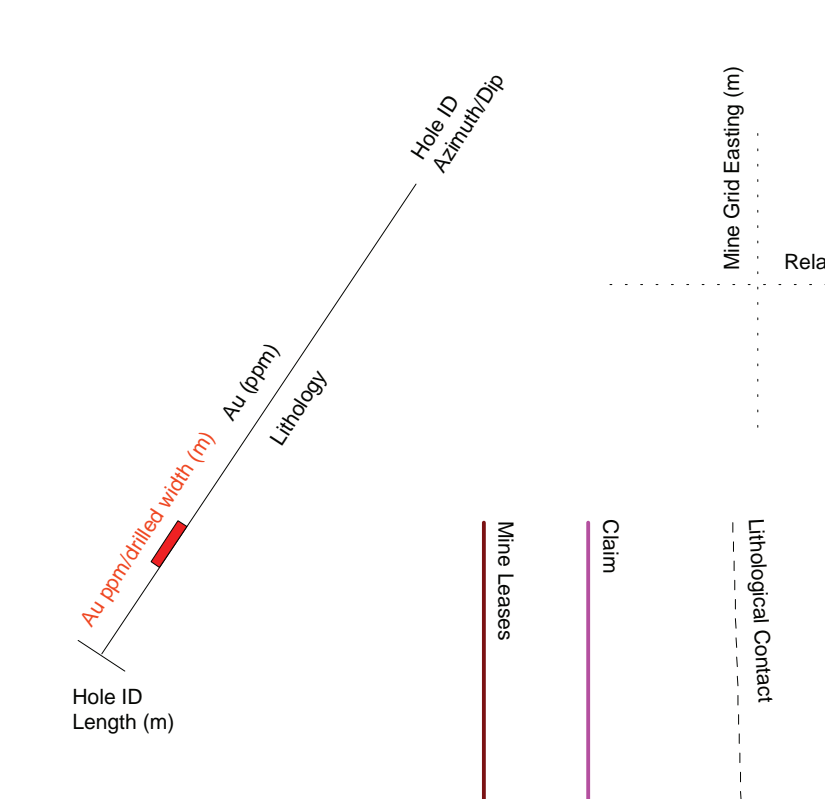 Hole ID
Azimuth/Dip
Mine Grid Easting (m)
Rela
Au (ppm)
Lithology
Au ppm/drilled width (m)
Mine Leases
Claim
Lithological Contact
Hole ID
Length (m)